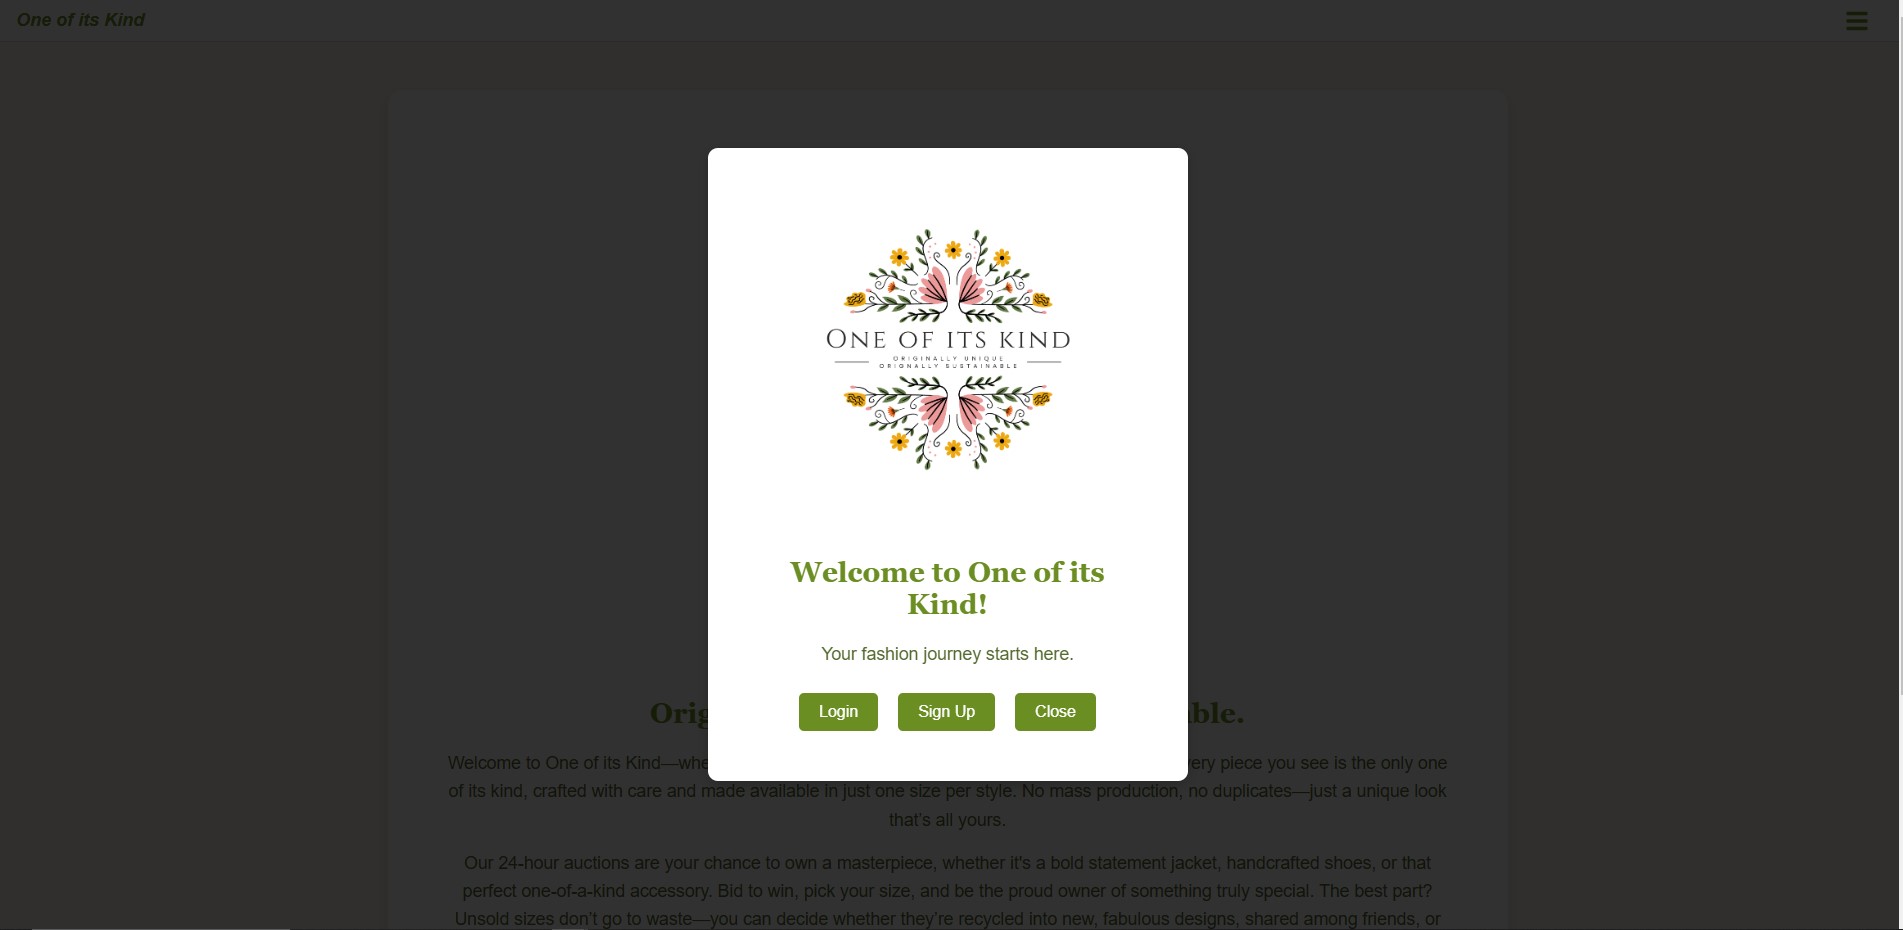 One of its Kind
ONE OF ITS KIND
ORIGINALLY UNIQUE
ORIONALLY SUSTAINABLE
Welcome to One of its
Kind!
Your fashion journey starts here.
Login Sign Up Close
Welcome to One of its Kind—whe very piece you see is the only one
of its kind, crafted with care and made available in just one size per style. No mass production, no duplicates—just a unique look
that's all yours.
Our 24-hour auctions are your chance to own a masterpiece, whether it's a bold statement jacket, handcrafted shoes, or that
perfect one-of-a-kind accessory. Bid to win, pick your size, and be the proud owner of something truly special. The best part?
Unsold sizes don't go to waste—you can decide whether they're recycled into new, fabulous designs, shared among friends, or